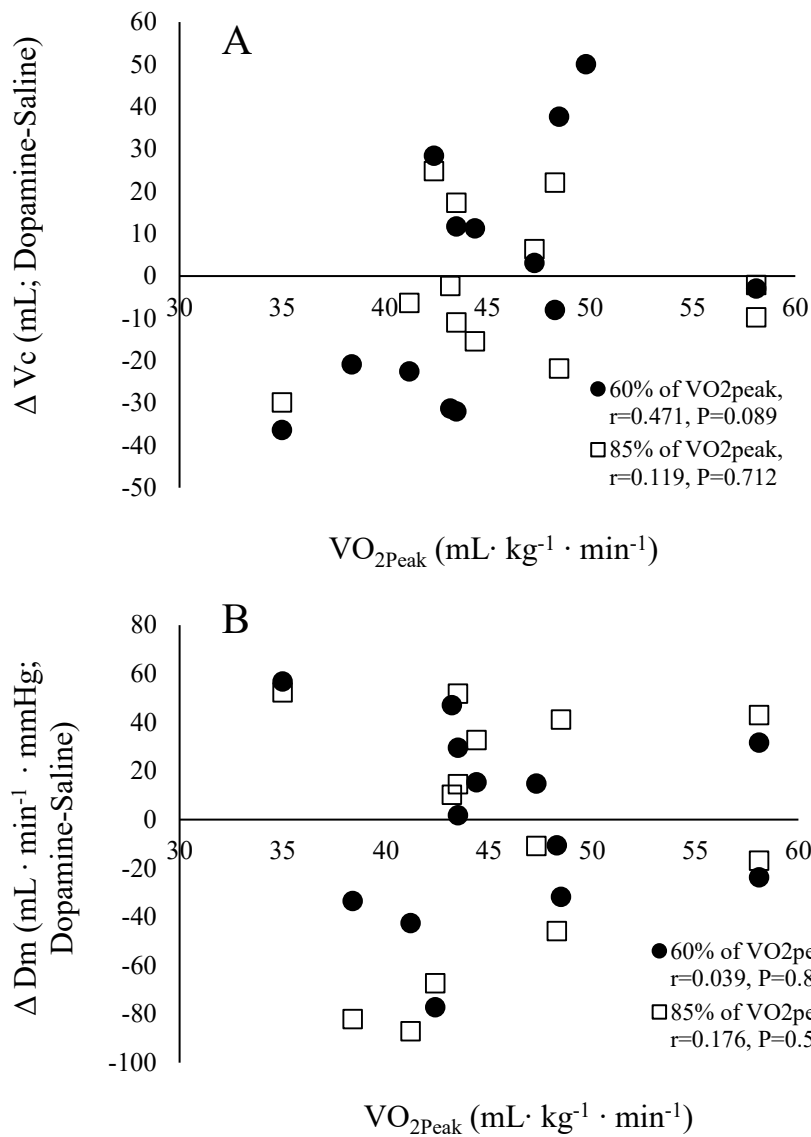 A
Δ Vc (mL; Dopamine-Saline)
60
50
40
30
20
10
0
-10
-20
-30
-40
-50
30 35 40 45 50 55 60
60% of VO2peak,
r=0.471, P=0.089
85% of VO2peak,
r=0.119, P=0.712
VO₂Peak (mL· kg⁻¹ · min⁻¹)
B
Δ Dm (mL · min⁻¹ · mmHg;
Dopamine-Saline)
80
60
40
20
0
-20
-40
-60
-80
-100
30 35 40 45 50 55 60
60% of VO2pe
r=0.039, P=0.8
85% of VO2pe
r=0.176, P=0.5
VO₂Peak (mL· kg⁻¹ · min⁻¹)